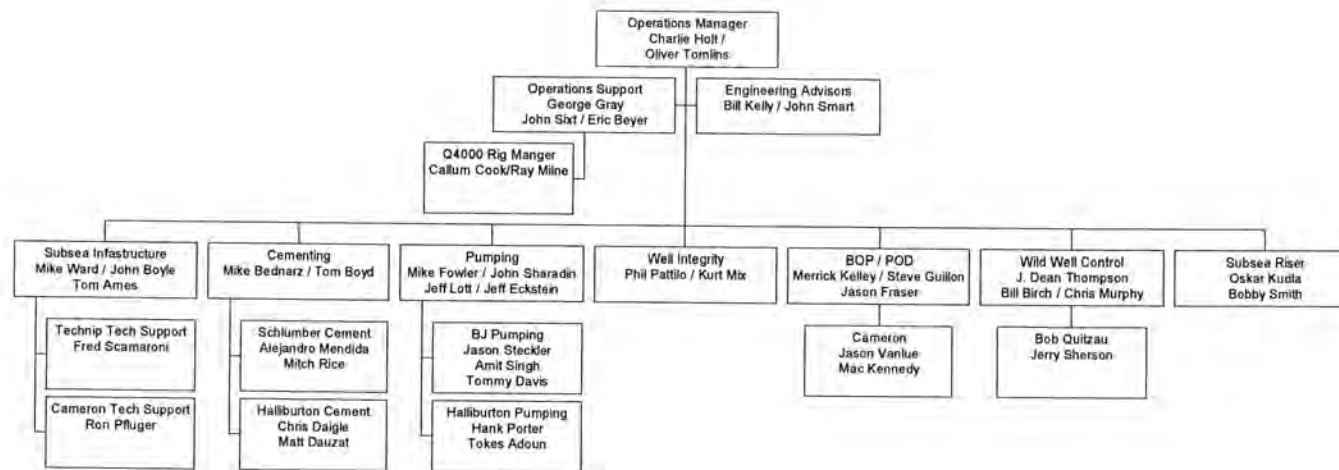 Operations Manager
Charlie Holt /
Oliver Tomlins
Operations Support
George Gray
John Sixt / Eric Beyer
Engineering Advisors
Bill Kelly / John Smart
Q4000 Rig Manger
Callum Cook/Ray Milne
Subsea Infastructure
Mike Ward / John Boyle
Tom Ames
Cementing
Mike Bednarz / Tom Boyd
Pumping
Mike Fowler / John Sharadin
Jeff Lott / Jeff Eckstein
Well Integrity
Phil Pattilo / Kurt Mix
BOP / POD
Merrick Kelley / Steve Guillon
Jason Fraser
Wild Well Control
J. Dean Thompson
Bill Birch / Chris Murphy
Subsea Riser
Oskar Kudla
Bobby Smith
Technip Tech Support
Fred Scamaroni
Schlumber Cement
Alejandro Mendida
Mitch Rice
BJ Pumping
Jason Steckler
Amit Singh
Tommy Davis
Cameron
Jason Vanlue
Mac Kennedy
Bob Quitzau
Jerry Sherson
Cameron Tech Support
Ron Pfluger
Halliburton Cement
Chris Daigle
Matt Dauzat
Halliburton Pumping
Hank Porter
Tokes Adoun